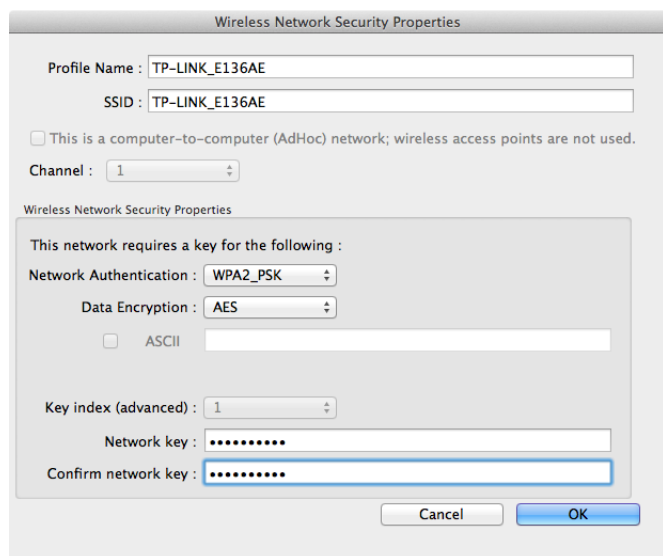 Wireless Network Security Properties
Profile Name : TP-LINK_E136AE
SSID : TP-LINK_E136AE
This is a computer-to-computer (AdHoc) network; wireless access points are not used.
Channel : 1
Wireless Network Security Properties
This network requires a key for the following :
Network Authentication : WPA2_PSK
Data Encryption : AES
ASCII
Key index (advanced) : 1
Network key : ••••••••••
Confirm network key : ••••••••••
Cancel OK